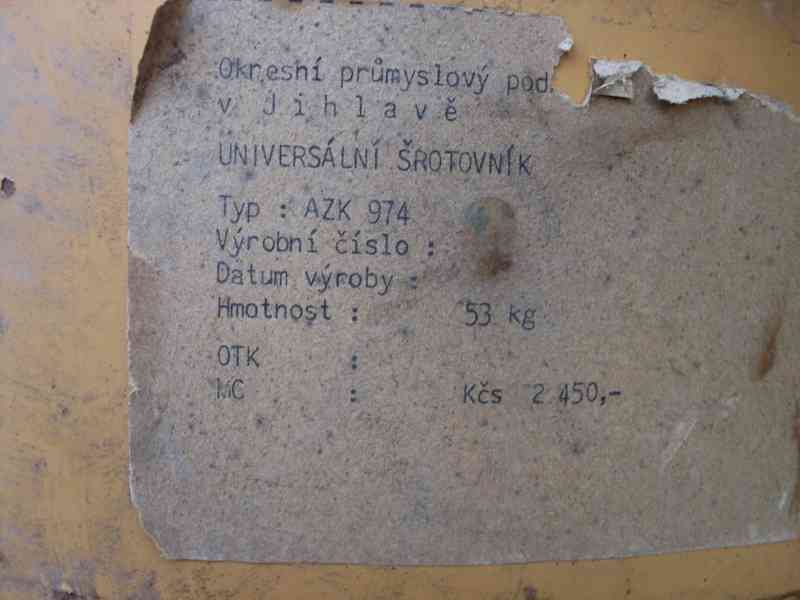 Okresní průmyslový pod.
v Jihlavě
UNIVERSÁLNÍ ŠROTOVNÍK
Typ : AZK 974
Výrobní číslo :
Datum výroby :
Hmotnost : 53 kg
OTK :
MC : Kčs 2 450,-